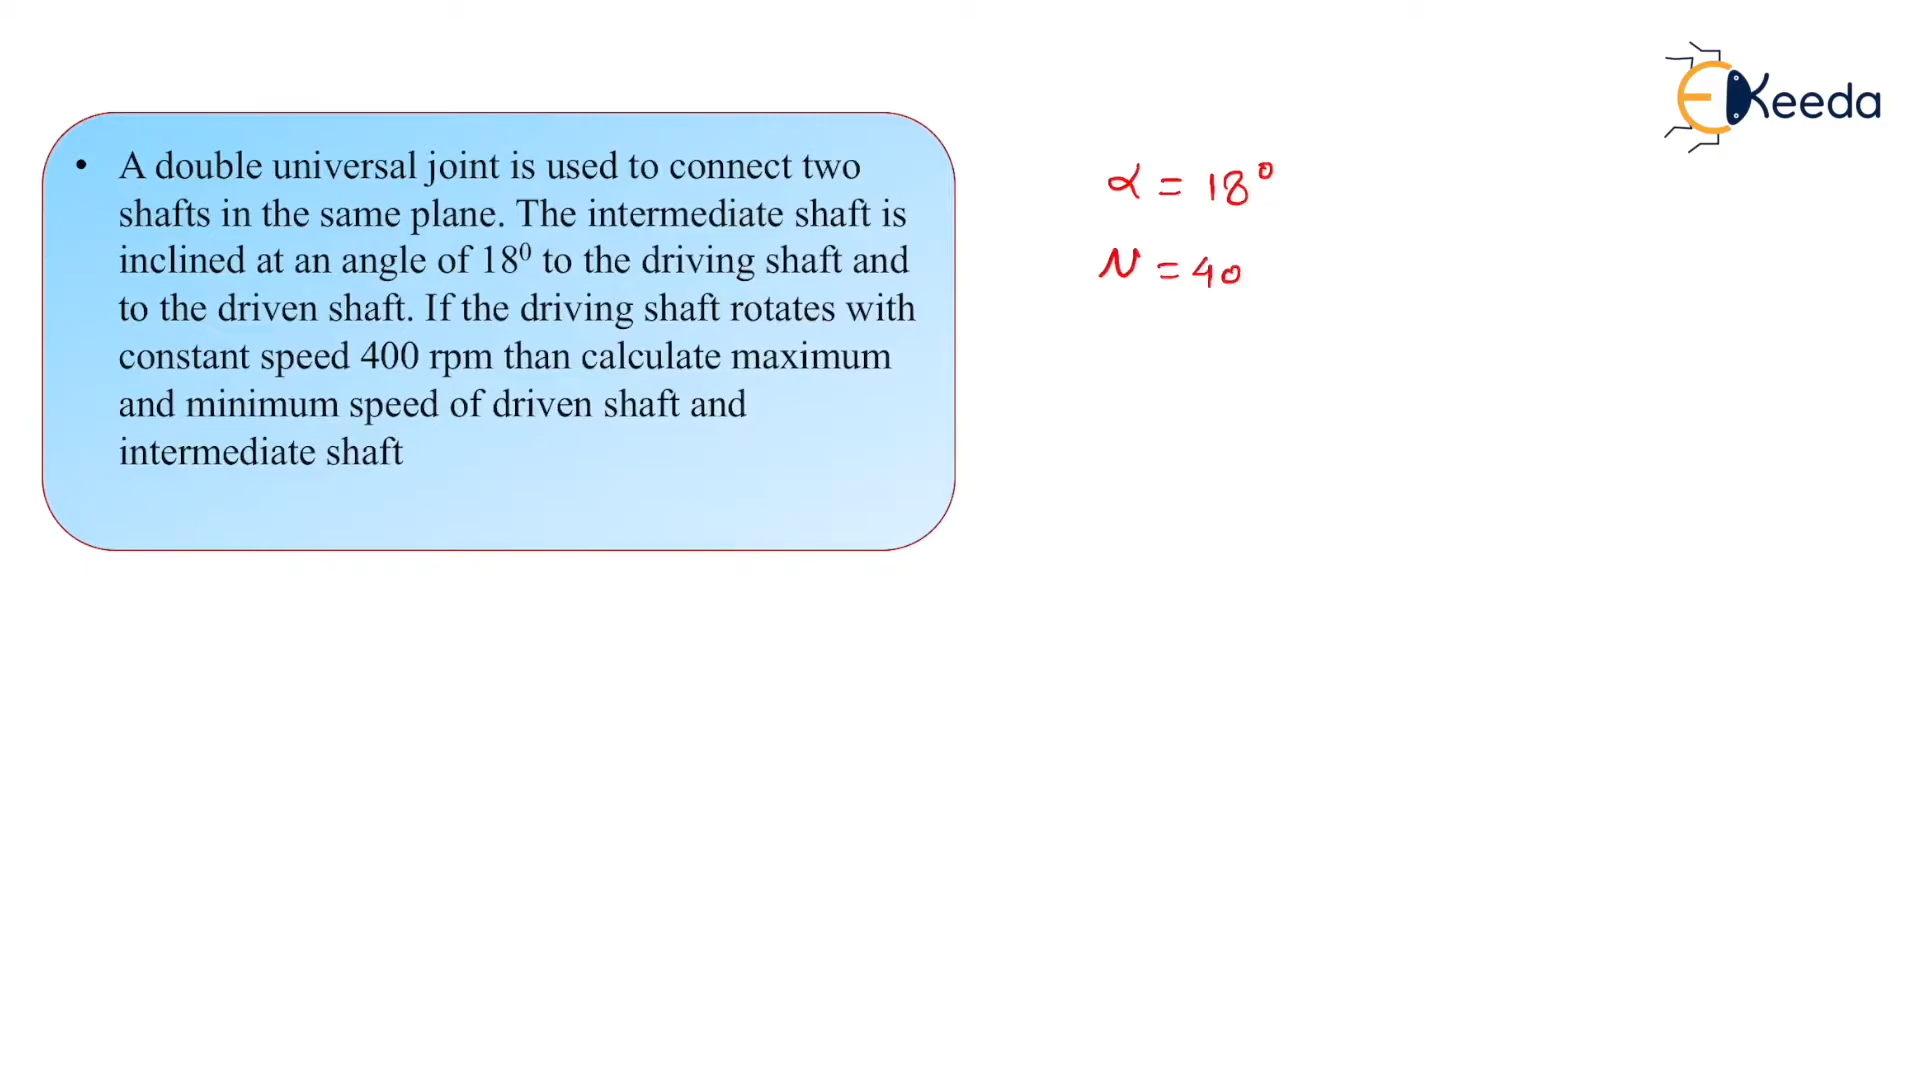 • A double universal joint is used to connect two
shafts in the same plane. The intermediate shaft is
inclined at an angle of 18⁰ to the driving shaft and
to the driven shaft. If the driving shaft rotates with
constant speed 400 rpm than calculate maximum
and minimum speed of driven shaft and
intermediate shaft
α = 18°
N = 40
EKeeda